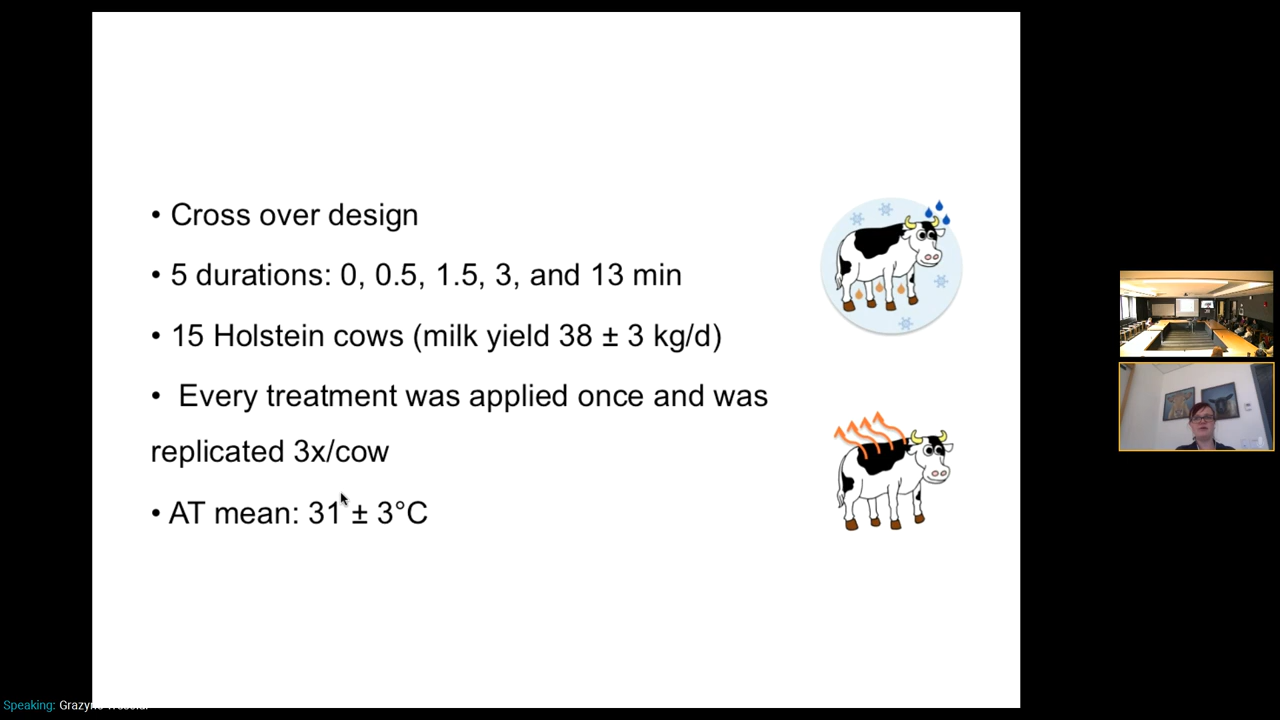 • Cross over design
• 5 durations: 0, 0.5, 1.5, 3, and 13 min
• 15 Holstein cows (milk yield 38 ± 3 kg/d)
• Every treatment was applied once and was
replicated 3x/cow
• AT mean: 31 ± 3°C
Speaking: